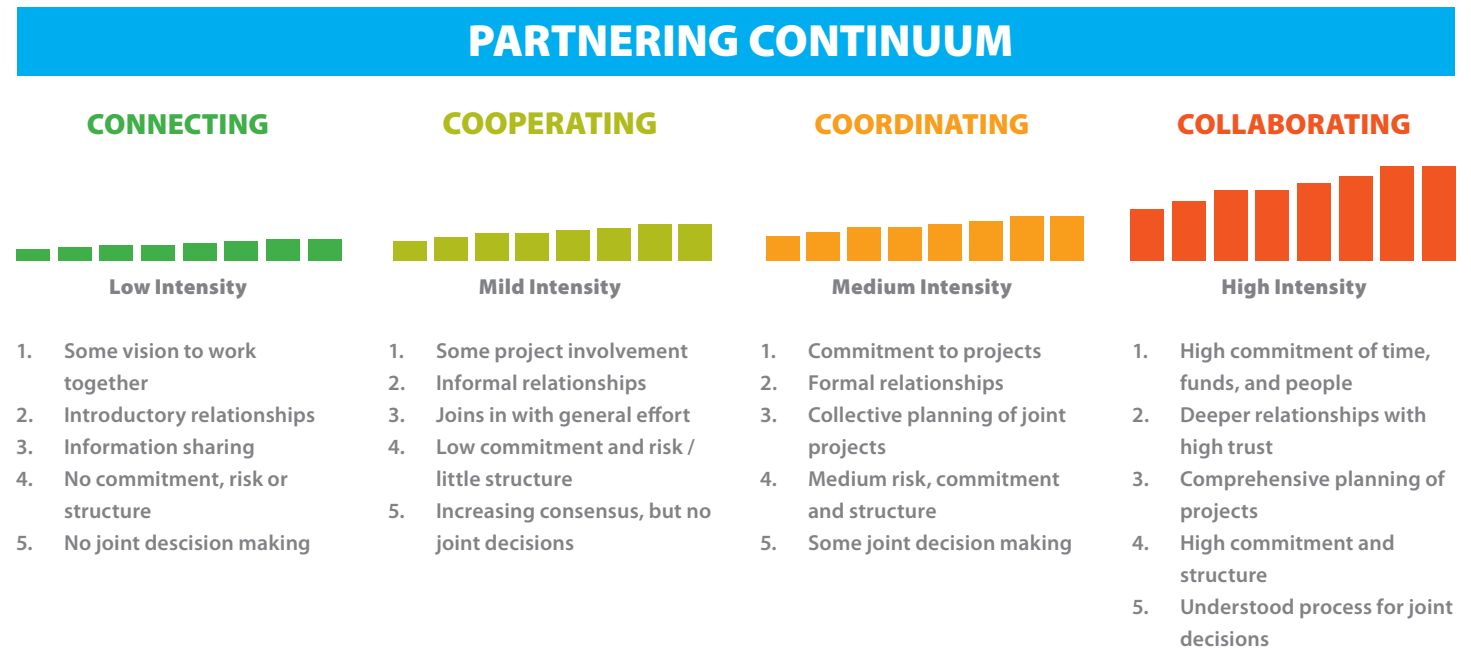 PARTNERING CONTINUUM
CONNECTING
Low Intensity
1. Some vision to work
together
2. Introductory relationships
3. Information sharing
4. No commitment, risk or
structure
5. No joint descision making
COOPERATING
Mild Intensity
1. Some project involvement
2. Informal relationships
3. Joins in with general effort
4. Low commitment and risk /
little structure
5. Increasing consensus, but no
joint decisions
COORDINATING
Medium Intensity
1. Commitment to projects
2. Formal relationships
3. Collective planning of joint
projects
4. Medium risk, commitment
and structure
5. Some joint decision making
COLLABORATING
High Intensity
1. High commitment of time,
funds, and people
2. Deeper relationships with
high trust
3. Comprehensive planning of
projects
4. High commitment and
structure
5. Understood process for joint
decisions